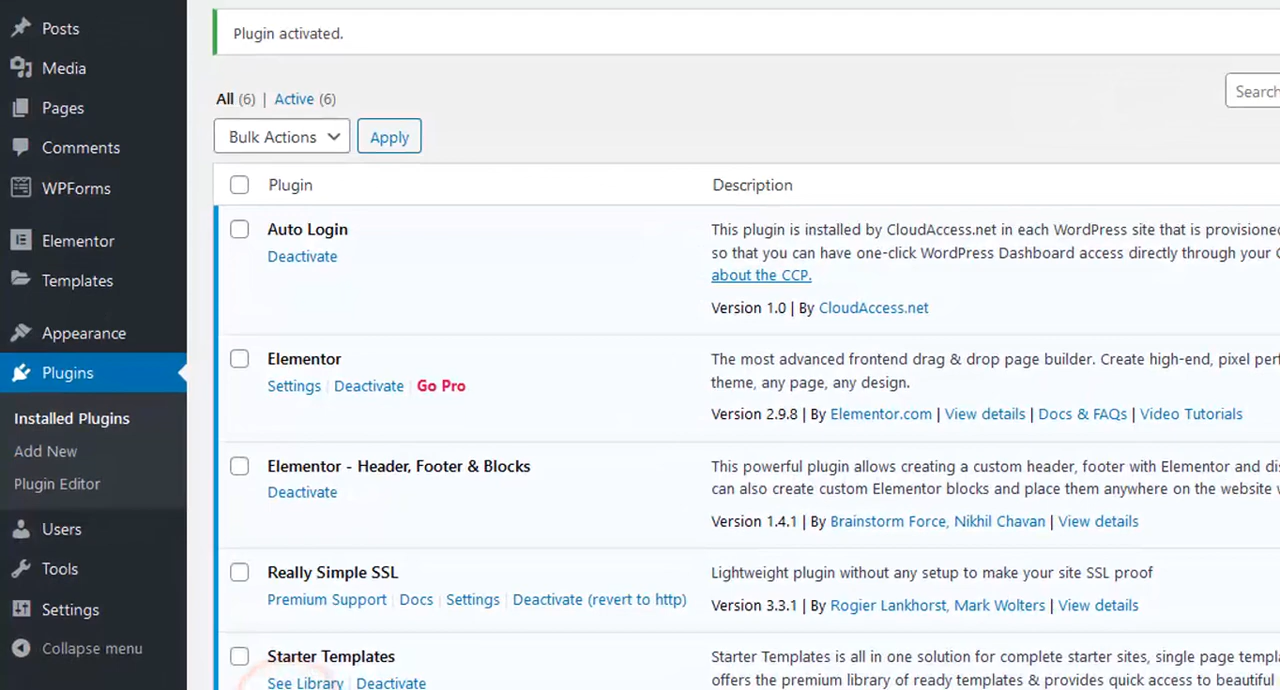 Posts
Media
Pages
Comments
WPForms
Elementor
Templates
Appearance
Plugins
Installed Plugins
Add New
Plugin Editor
Users
Tools
Settings
Collapse menu
Plugin activated.
All (6) | Active (6)
Search
Bulk Actions Apply
Plugin Description
Auto Login
Deactivate
This plugin is installed by CloudAccess.net in each WordPress site that is provisioned
so that you can have one-click WordPress Dashboard access directly through your
about the CCP.
Version 1.0 | By CloudAccess.net
Elementor
Settings | Deactivate | Go Pro
The most advanced frontend drag & drop page builder. Create high-end, pixel
theme, any page, any design.
Version 2.9.8 | By Elementor.com | View details | Docs & FAQs | Video Tutorials
Elementor - Header, Footer & Blocks
Deactivate
This powerful plugin allows creating a custom header, footer with Elementor and
can also create custom Elementor blocks and place them anywhere on the website
Version 1.4.1 | By Brainstorm Force, Nikhil Chavan | View details
Really Simple SSL
Premium Support | Docs | Settings | Deactivate (revert to http)
Lightweight plugin without any setup to make your site SSL proof
Version 3.3.1 | By Rogier Lankhorst, Mark Wolters | View details
Starter Templates
See Library | Deactivate
Starter Templates is all in one solution for complete starter sites, single page
offers the premium library of ready templates & provides quick access to beautiful